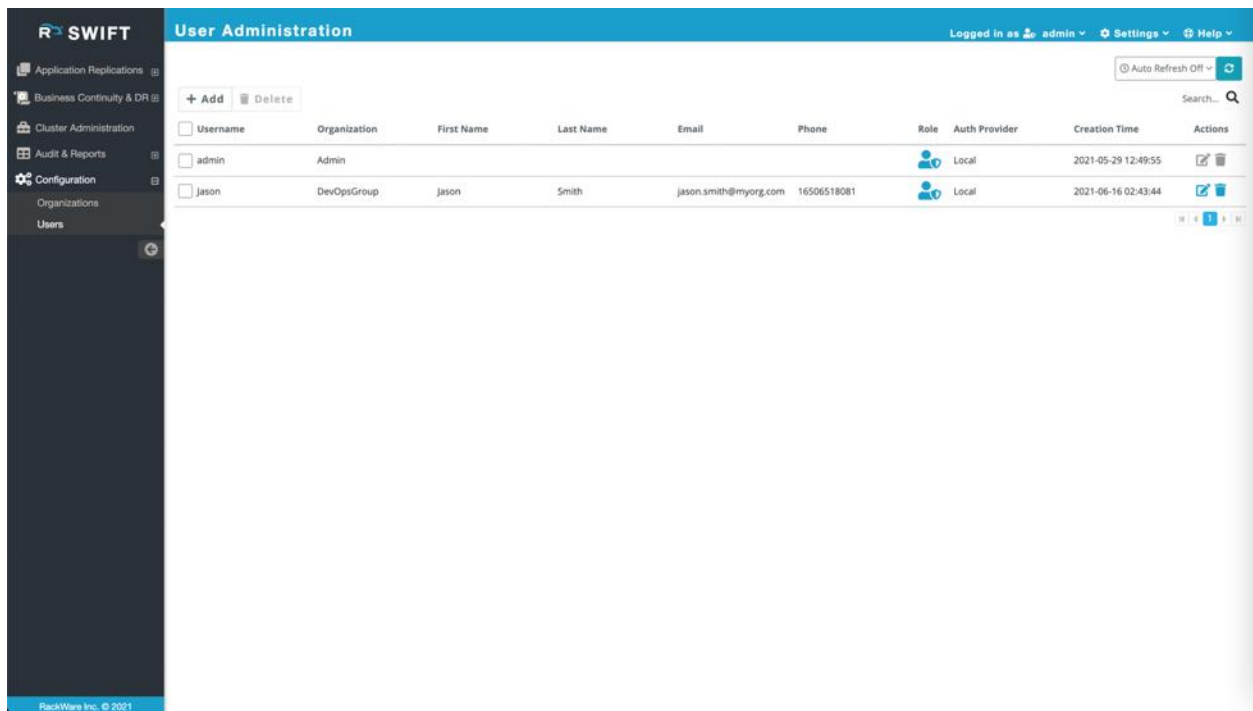 SWIFT
User Administration
Logged in as admin Settings Help
Application Replications
Auto Refresh Off
Business Continuity & DR
+ Add Delete
Search...
Cluster Administration
Username Organization First Name Last Name Email Phone Role Auth Provider Creation Time Actions
Audit & Reports
admin Admin Local 2021-05-29 12:49:55
Configuration
Jason DevOpsGroup Jason Smith jason.smith@myorg.com 16506518081 Local 2021-06-16 02:43:44
Organizations
Users
1
RackWare Inc. © 2021